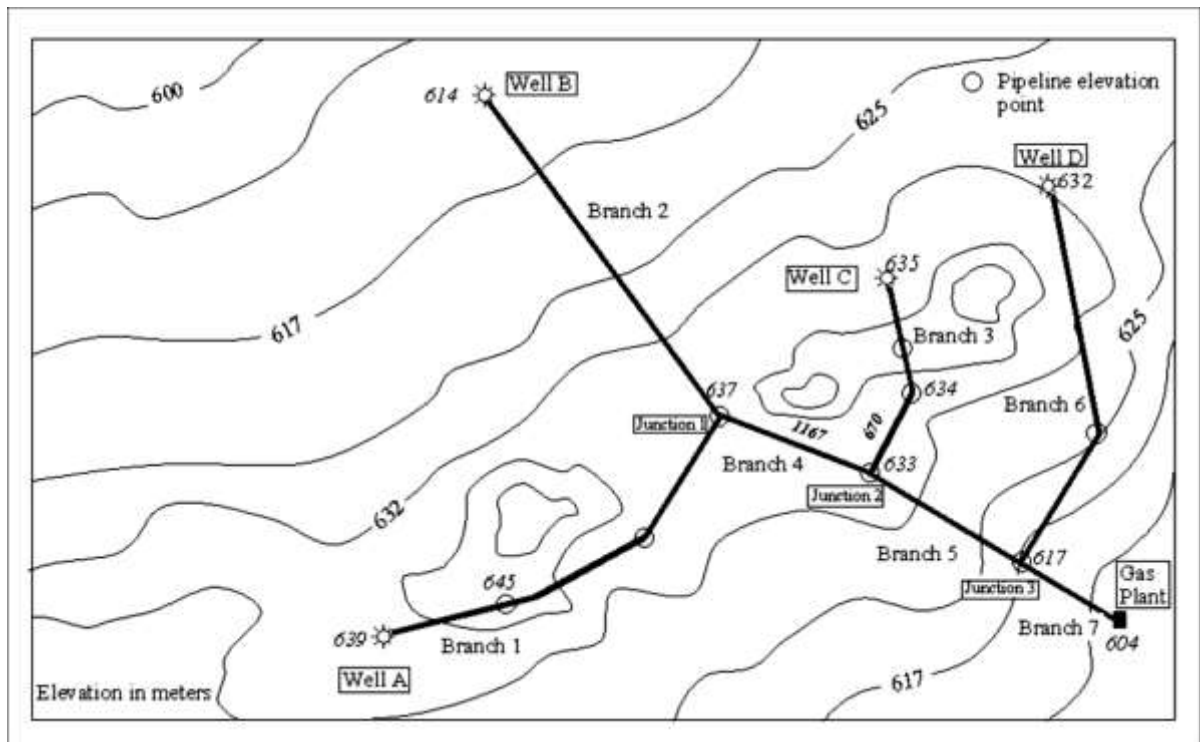 600
614
Well B
625
Pipeline elevation
point
Well D
632
Branch 2
635
Well C
617
Branch 3
625
637
634
Junction 1
1167
670
Branch 6
Branch 4
633
Junction 2
632
Branch 5
617
645
Junction 3
Gas
Plant
639
Branch 1
Branch 7
604
Well A
617
Elevation in meters